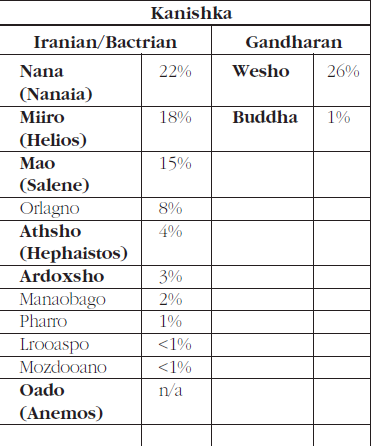 Kanishka
Iranian/Bactrian Gandharan
Nana 22% Wesho 26%
(Nanaia)
Miiro 18% Buddha 1%
(Helios)
Mao 15%
(Salene)
Orlagno 8%
Athsho 4%
(Hephaistos)
Ardoxsho 3%
Manaobago 2%
Pharro 1%
Lrooaspo <1%
Mozdooano <1%
Oado n/a
(Anemos)